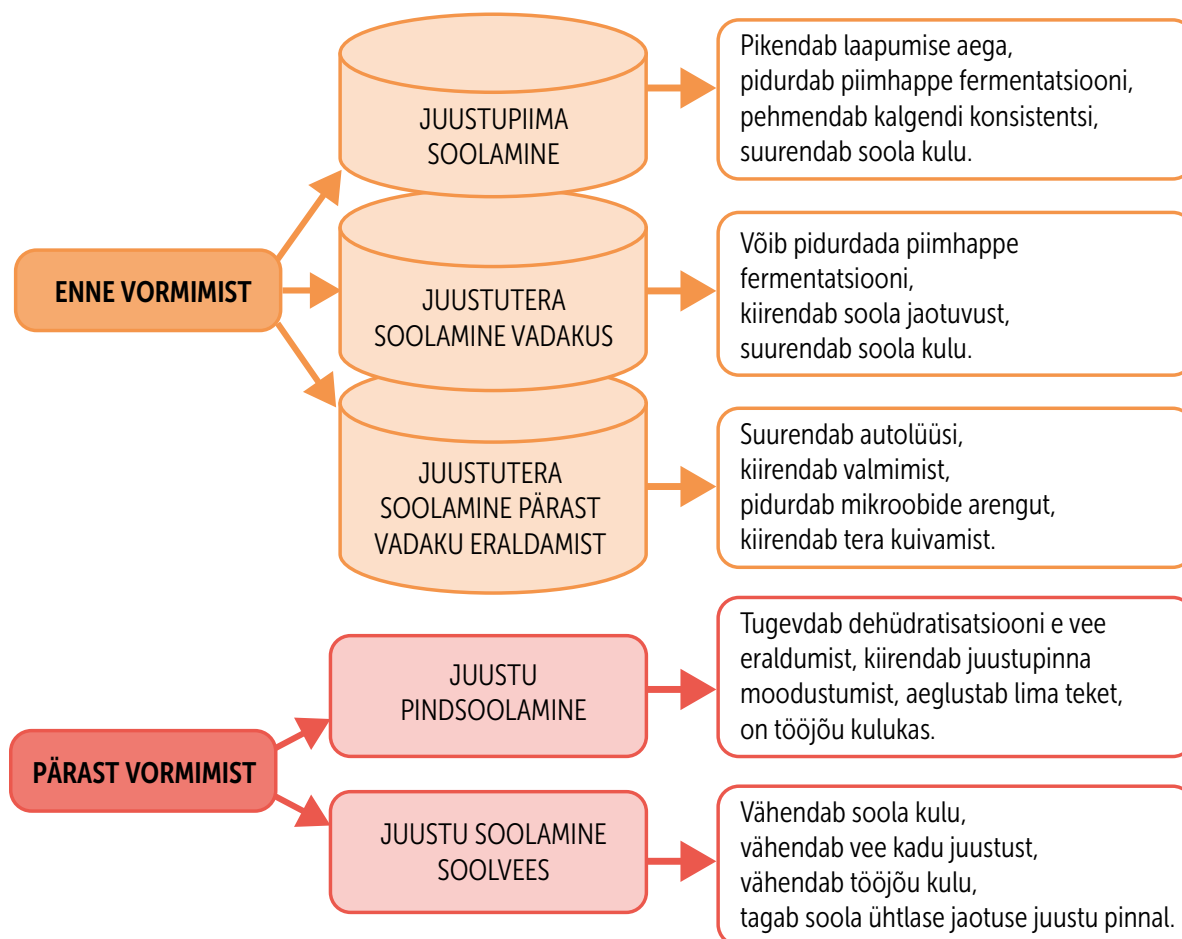 ENNE VORMIMIST
JUUSTUPIIMA
SOOLAMINE
Pikendab laapumise aega,
pidurdab piimhappe fermentatsiooni,
pehmendab kalgendi konsistentsi,
suurendab soola kulu.
JUUSTUTERA
SOOLAMINE VADAKUS
Võib pidurdada piimhappe
fermentatsiooni,
kiirendab soola jaotuvust,
suurendab soola kulu.
JUUSTUTERA
SOOLAMINE PÄRAST
VADAKU ERALDAMIST
Suurendab autolüüsi,
kiirendab valmimist,
pidurdab mikroobide arengut,
kiirendab tera kuivamist.
PÄRAST VORMIMIST
JUUSTU
PINDSOOLAMINE
Tugevdab dehüdratisatsiooni e vee
eraldumist, kiirendab juustupinna
moodustumist, aeglustab lima teket,
on tööjõu kulukas.
JUUSTU SOOLAMINE
SOOLVEES
Vähendab soola kulu,
vähendab vee kadu juustust,
vähendab tööjõu kulu,
tagab soola ühtlase jaotuse juustu pinnal.